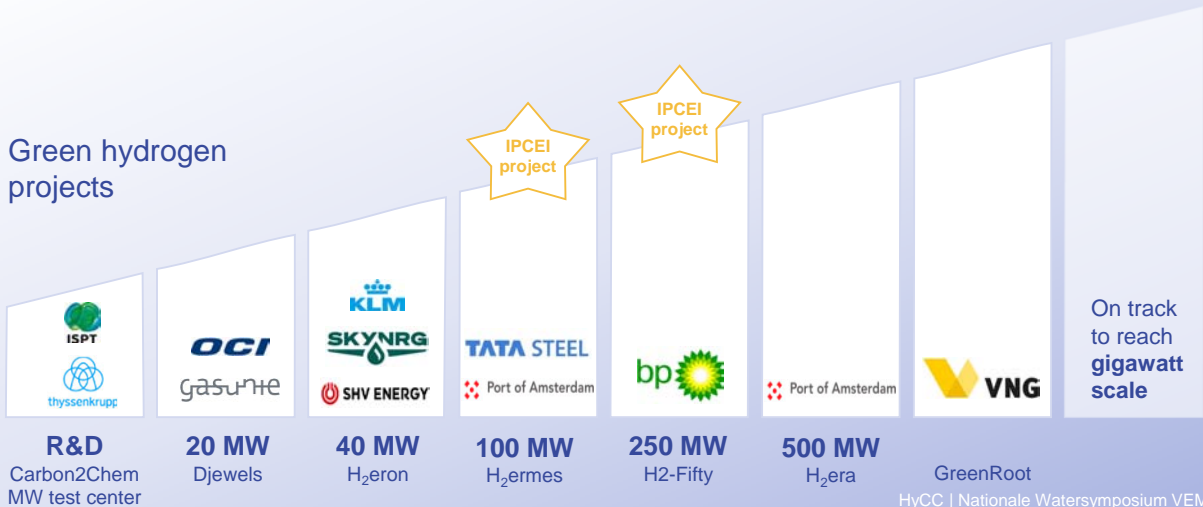 Green hydrogen
projects
IPCEI
project
IPCEI
project
ISPT
thyssenkrupp
OCI
gasunie
KLM
SKYNRG
SHV ENERGY
TATA STEEL
Port of Amsterdam
bp
Port of Amsterdam
VNG
On track
to reach
gigawatt
scale
R&D
Carbon2Chem
MW test center
20 MW
Djewels
40 MW
H₂eron
100 MW
H₂ermes
250 MW
H2-Fifty
500 MW
H₂era
GreenRoot
HyCC | Nationale Watersymposium VEM